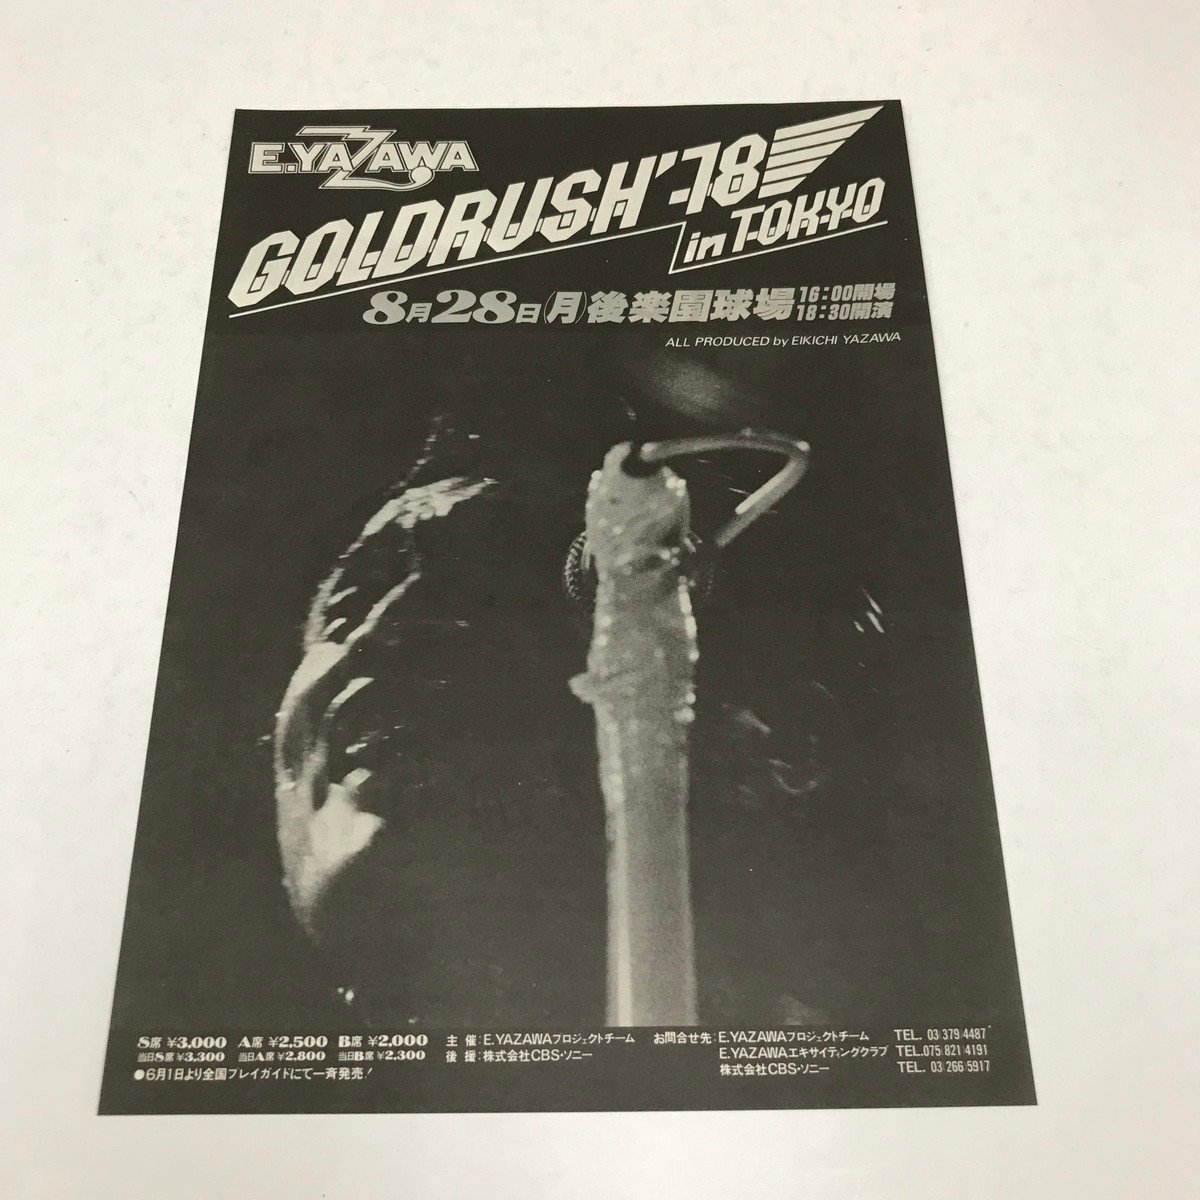 E.YAZAWA
GOLDRUSH'78
in TOKYO
8月28日(月)後楽園球場 16:00開場
18:30開演
ALL PRODUCED by EIKICHI YAZAWA
S席 ¥3,000 A席 ¥2,500 B席 ¥2,000
当日S席 ¥3,300 当日A席 ¥2,800 当日B席 ¥2,300
●6月1日より全国プレイガイドにて一斉発売!
主 催：E.YAZAWAプロジェクトチーム
後 援：株式会社CBS・ソニー
お問合せ先：E.YAZAWAプロジェクトチーム TEL. 03(379)4487
E.YAZAWAエキサイティングクラブ TEL.075(821)4191
株式会社CBS・ソニー TEL. 03(266)5917